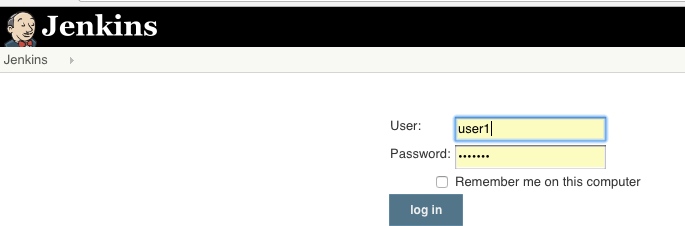 Jenkins
Jenkins
User: user1
Password: •••••••
Remember me on this computer
log in